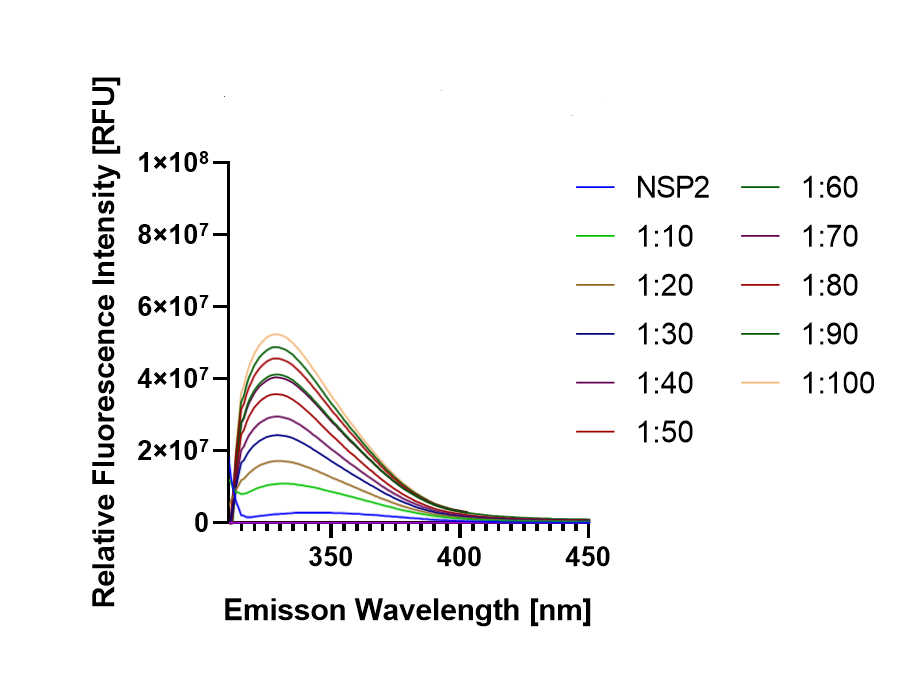 Relative Fluorescence Intensity [RFU]
1×10⁸
8×10⁷
6×10⁷
4×10⁷
2×10⁷
0
350 400 450
Emisson Wavelength [nm]
NSP2 1:60
1:10 1:70
1:20 1:80
1:30 1:90
1:40 1:100
1:50